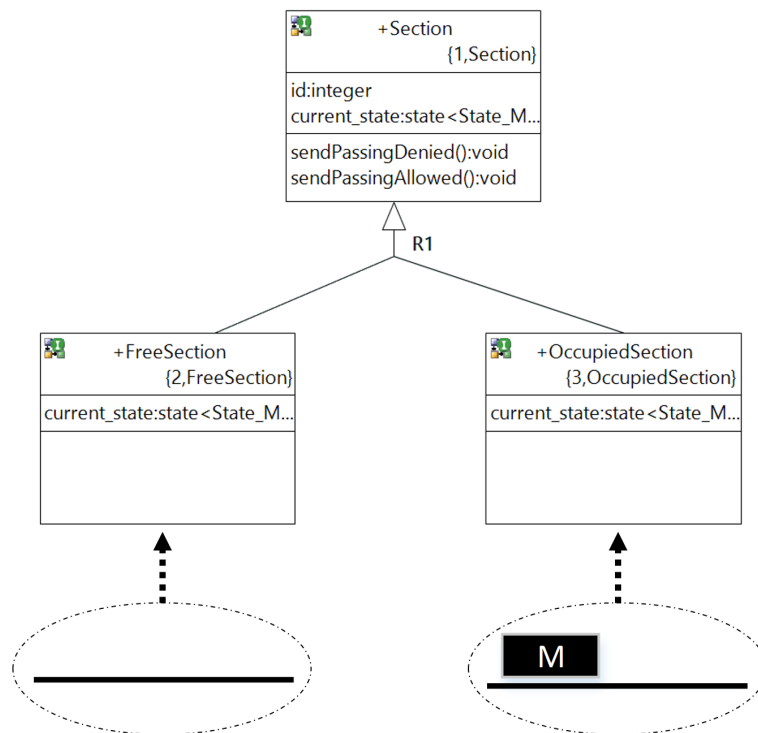 +Section
{1,Section}
id:integer
current_state:state<State_M...
sendPassingDenied():void
sendPassingAllowed():void
R1
+FreeSection
{2,FreeSection}
current_state:state<State_M...
+OccupiedSection
{3,OccupiedSection}
current_state:state<State_M...
M